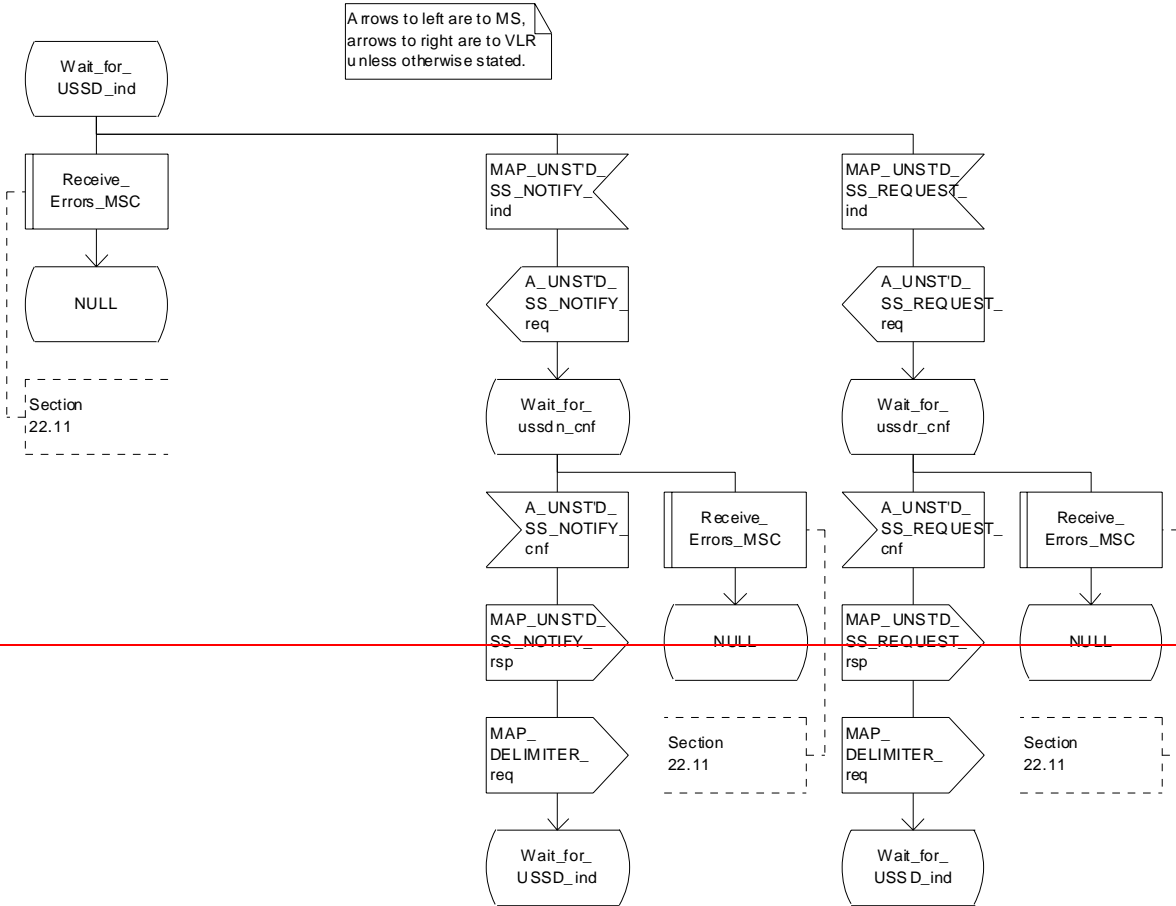 Arrows to left are to MS,
arrows to right are to VLR
unless otherwise stated.
Wait_for_
USSD_ind
Receive_
Errors_MSC
NULL
Section
22.11
MAP_UNST'D_
SS_NOTIFY_
ind
A_UNST'D_
SS_NOTIFY_
req
Wait_for_
ussdn_cnf
A_UNST'D_
SS_NOTIFY_
cnf
MAP_UNST'D_
SS_NOTIFY_
rsp
MAP_
DELIMITER_
req
Wait_for_
USSD_ind
Receive_
Errors_MSC
NULL
Section
22.11
MAP_UNST'D_
SS_REQUEST_
ind
A_UNST'D_
SS_REQUEST_
req
Wait_for_
ussdr_cnf
A_UNST'D_
SS_REQUEST_
cnf
MAP_UNST'D_
SS_REQUEST_
rsp
MAP_
DELIMITER_
req
Wait_for_
USSD_ind
Receive_
Errors_MSC
NULL
Section
22.11